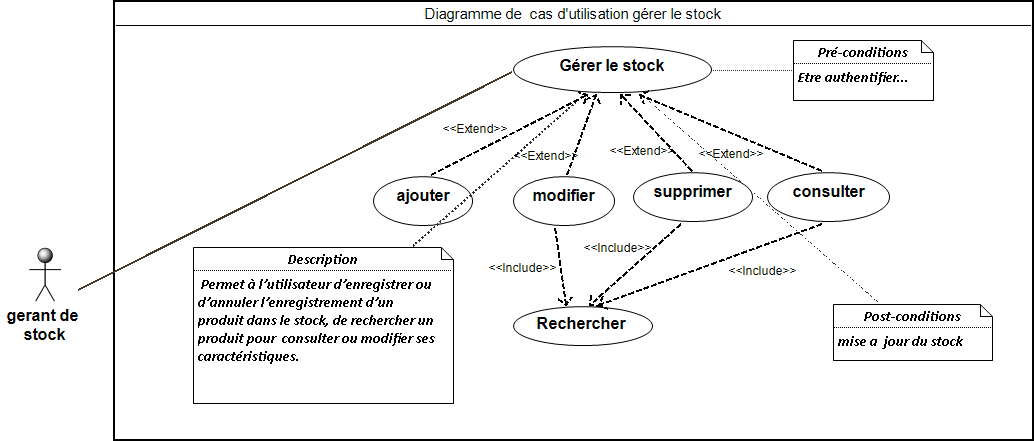 Diagramme de cas d'utilisation gérer le stock
Gérer le stock
Pré-conditions
Etre authentifier...
<<Extend>>
<<Extend>>
<<Extend>>
<<Extend>>
ajouter
modifier
supprimer
consulter
<<Include>>
<<Include>>
<<Include>>
Description
Permet à l'utilisateur d'enregistrer ou
d'annuler l'enregistrement d'un
produit dans le stock, de rechercher un
produit pour consulter ou modifier ses
caractéristiques.
gerant de
stock
Rechercher
Post-conditions
mise a jour du stock